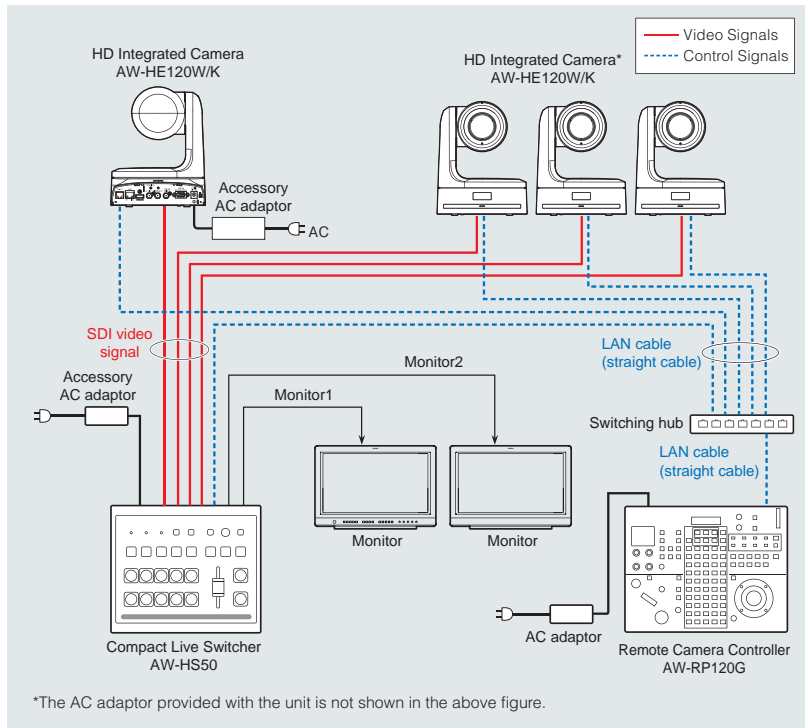 Video Signals
Control Signals
HD Integrated Camera
AW-HE120W/K
HD Integrated Camera*
AW-HE120W/K
Accessory
AC adaptor
AC
SDI video
signal
LAN cable
(straight cable)
Accessory
AC adaptor
Monitor2
Monitor1
Switching hub
LAN cable
(straight cable)
Monitor
Monitor
AC adaptor
Compact Live Switcher
AW-HS50
Remote Camera Controller
AW-RP120G
*The AC adaptor provided with the unit is not shown in the above figure.